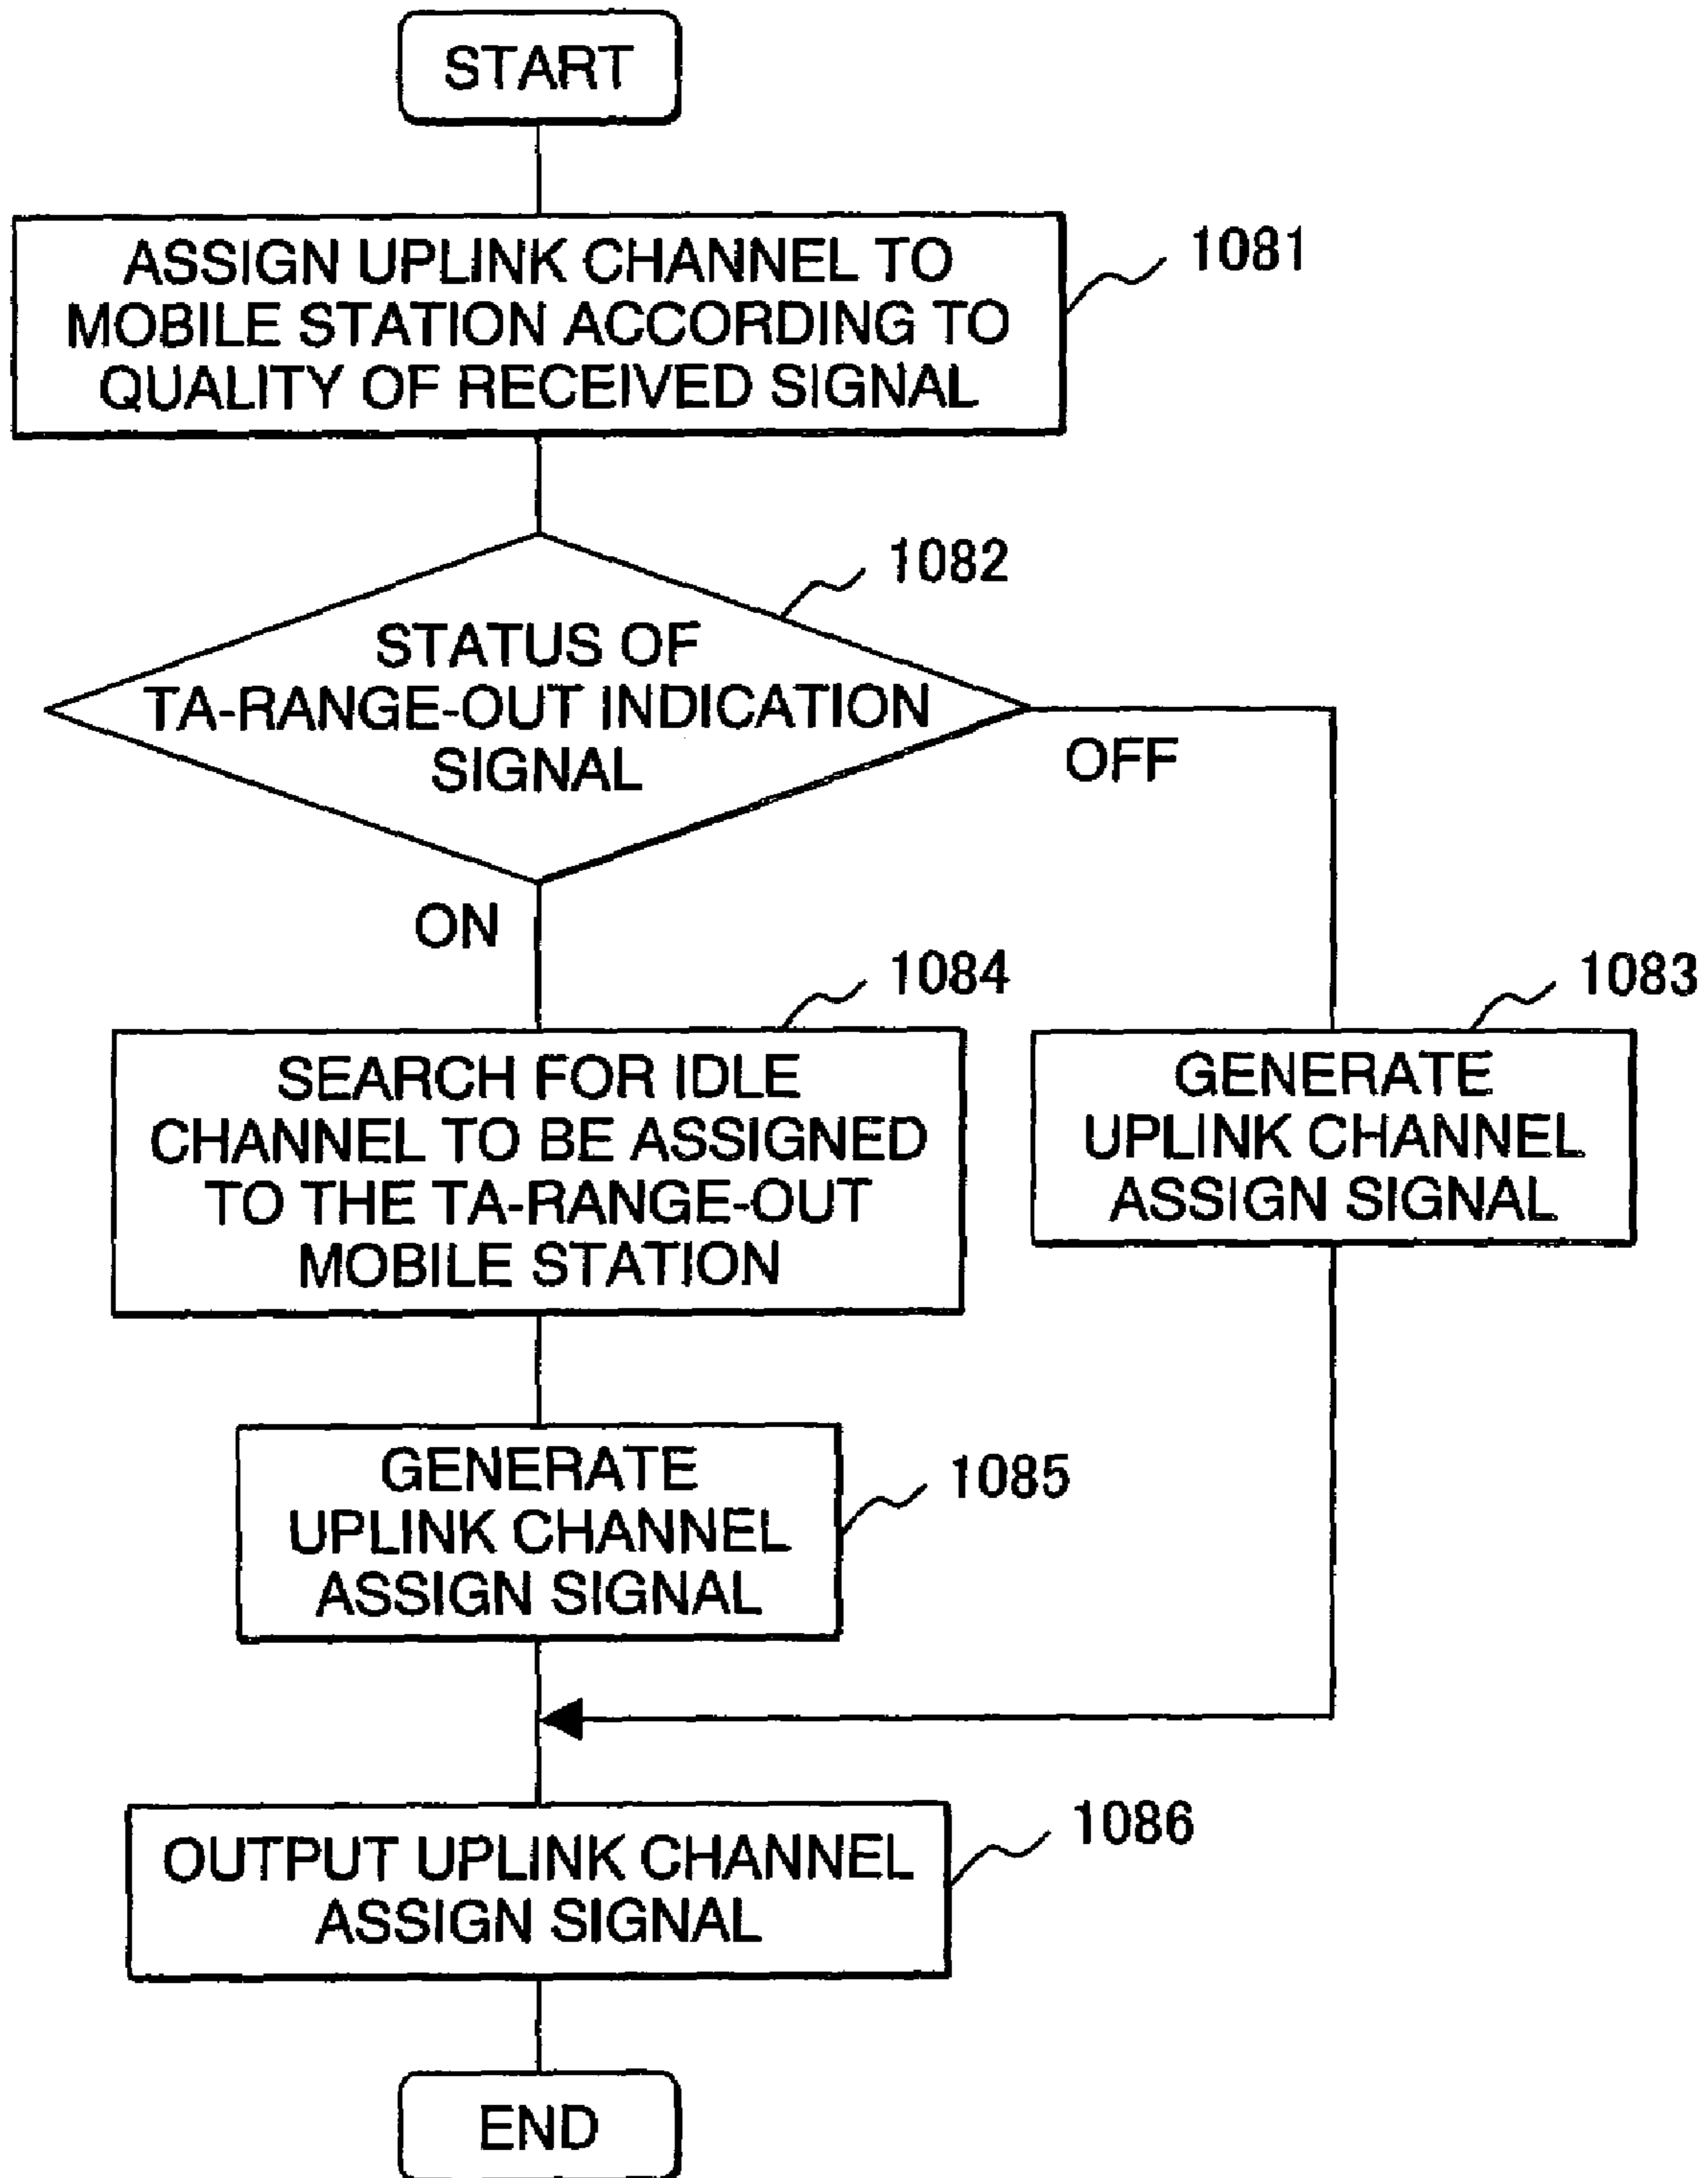 START
ASSIGN UPLINK CHANNEL TO
MOBILE STATION ACCORDING TO
QUALITY OF RECEIVED SIGNAL
1081
1082
STATUS OF
TA-RANGE-OUT INDICATION
SIGNAL
OFF
ON
1084
SEARCH FOR IDLE
CHANNEL TO BE ASSIGNED
TO THE TA-RANGE-OUT
MOBILE STATION
1083
GENERATE
UPLINK CHANNEL
ASSIGN SIGNAL
GENERATE
UPLINK CHANNEL
ASSIGN SIGNAL
1085
OUTPUT UPLINK CHANNEL
ASSIGN SIGNAL
1086
END